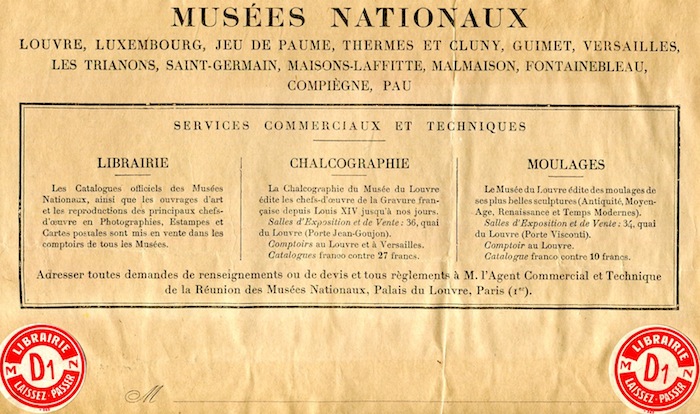 MUSÉES NATIONAUX
LOUVRE, LUXEMBOURG, JEU DE PAUME, THERMES ET CLUNY, GUIMET, VERSAILLES,
LES TRIANONS, SAINT-GERMAIN, MAISONS-LAFFITTE, MALMAISON, FONTAINEBLEAU,
COMPIÈGNE, PAU
SERVICES COMMERCIAUX ET TECHNIQUES
LIBRAIRIE
Les Catalogues officiels des Musées
Nationaux, ainsi que les ouvrages d'art
et les reproductions des principaux chefs-
d'œuvre en Photographies, Estampes et
Cartes postales sont mis en vente dans les
comptoirs de tous les Musées.
CHALCOGRAPHIE
La Chalcographie du Musée du Louvre
édite les chefs-d'œuvre de la Gravure fran-
çaise depuis Louis XIV jusqu'à nos jours.
Salles d'Exposition et de Vente : 36, quai
du Louvre (Porte Jean-Goujon).
Comptoirs au Louvre et à Versailles.
Catalogues franco contre 27 francs.
MOULAGES
Le Musée du Louvre édite des moulages de
ses plus belles sculptures (Antiquité, Moyen-
Age, Renaissance et Temps Modernes).
Salles d'Exposition et de Vente : 34, quai
du Louvre (Porte Visconti).
Comptoir au Louvre.
Catalogue franco contre 10 francs.
Adresser toutes demandes de renseignements ou de devis et tous règlements à M. l'Agent Commercial et Technique
de la Réunion des Musées Nationaux, Palais du Louvre, Paris (1er).
LIBRAIRIE
M D1 Z
LAISSEZ-PASSER
LIBRAIRIE
M D1 Z
LAISSEZ-PASSER
M